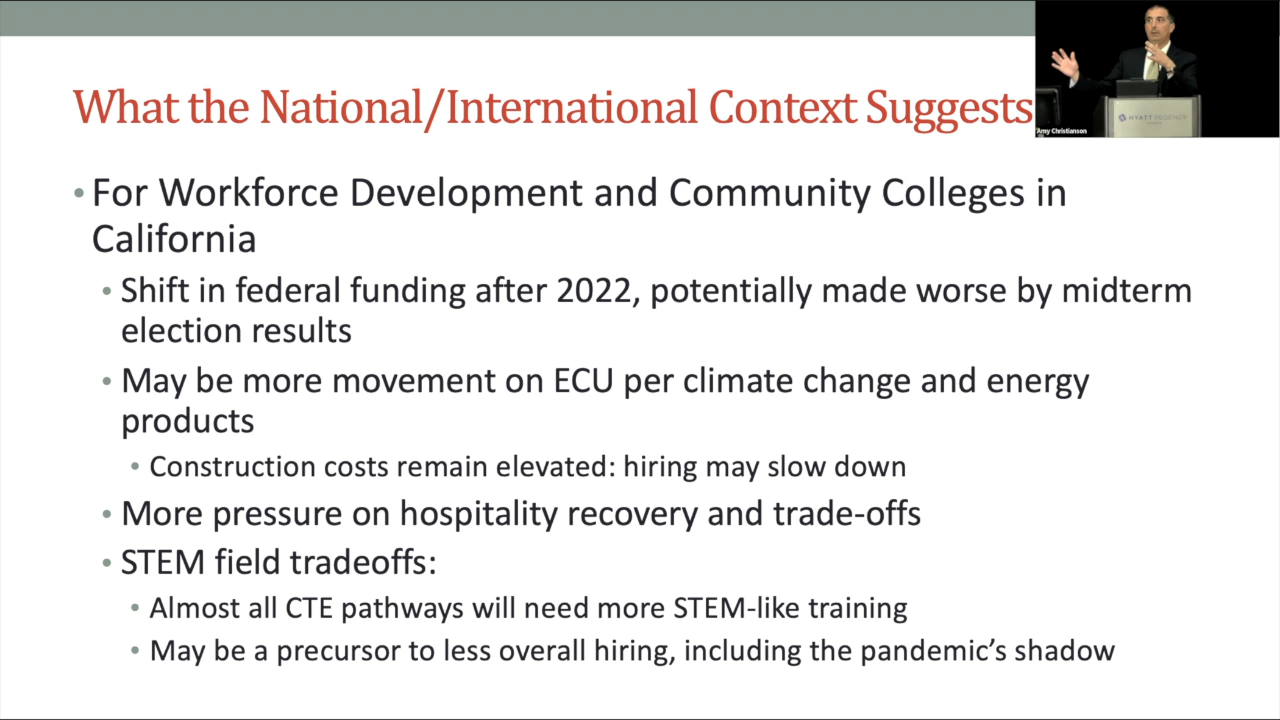 What the National/International Context Suggests
Amy Christianson
HYATT REGENCY
• For Workforce Development and Community Colleges in
California
• Shift in federal funding after 2022, potentially made worse by midterm
election results
• May be more movement on ECU per climate change and energy
products
• Construction costs remain elevated: hiring may slow down
• More pressure on hospitality recovery and trade-offs
• STEM field tradeoffs:
• Almost all CTE pathways will need more STEM-like training
• May be a precursor to less overall hiring, including the pandemic’s shadow